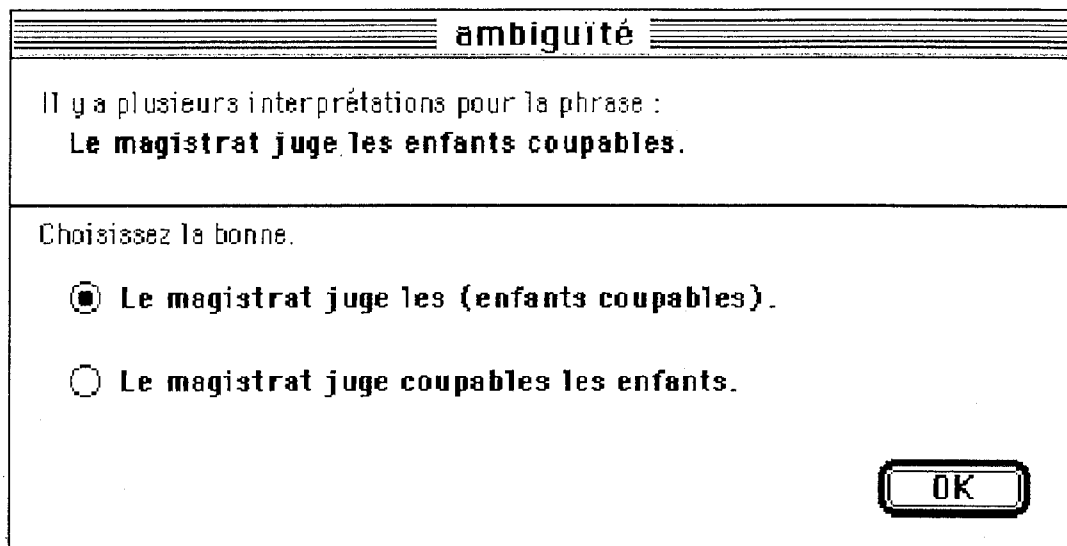 ambiguïté
Il y a plusieurs interprétations pour la phrase :
Le magistrat juge les enfants coupables.
Choisissez la bonne.
Le magistrat juge les (enfants coupables).
Le magistrat juge coupables les enfants.
OK